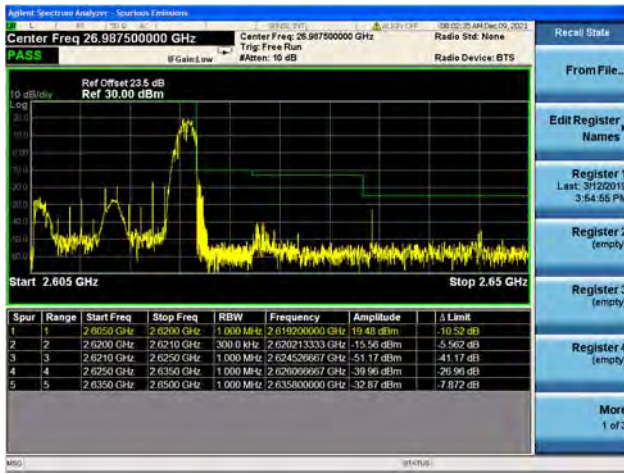 Agilent Spectrum Analyzer - Spurious Emissions
SENSE:INT
ALIGN OFF
08:02:35 AM Dec 09, 2021
Center Freq 26.987500000 GHz
Center Freq: 26.987500000 GHz
Radio Std: None
Trig: Free Run
PASS
IFGain:Low
#Atten: 10 dB
Radio Device: BTS
Ref Offset 23.5 dB
10 dB/div
Ref 30.00 dBm
Log
Start 2.605 GHz
Stop 2.65 GHz
Spur Range Start Freq Stop Freq RBW Frequency Amplitude Δ Limit
1 1 2.6050 GHz 2.6200 GHz 1.000 MHz 2.619200000 GHz 19.48 dBm -10.52 dB
2 2 2.6200 GHz 2.6210 GHz 300.0 kHz 2.620213333 GHz -15.56 dBm -5.562 dB
3 3 2.6210 GHz 2.6250 GHz 1.000 MHz 2.624526667 GHz -51.17 dBm -41.17 dB
4 4 2.6250 GHz 2.6350 GHz 1.000 MHz 2.626066667 GHz -39.96 dBm -26.96 dB
5 5 2.6350 GHz 2.6500 GHz 1.000 MHz 2.635800000 GHz -32.87 dBm -7.872 dB
MSG
STATUS
Recall State
From File...
Edit Register
Names
Register 1
Last: 3/12/2019
3:54:55 PM
Register 2
(empty)
Register 3
(empty)
Register 4
(empty)
More
1 of 3